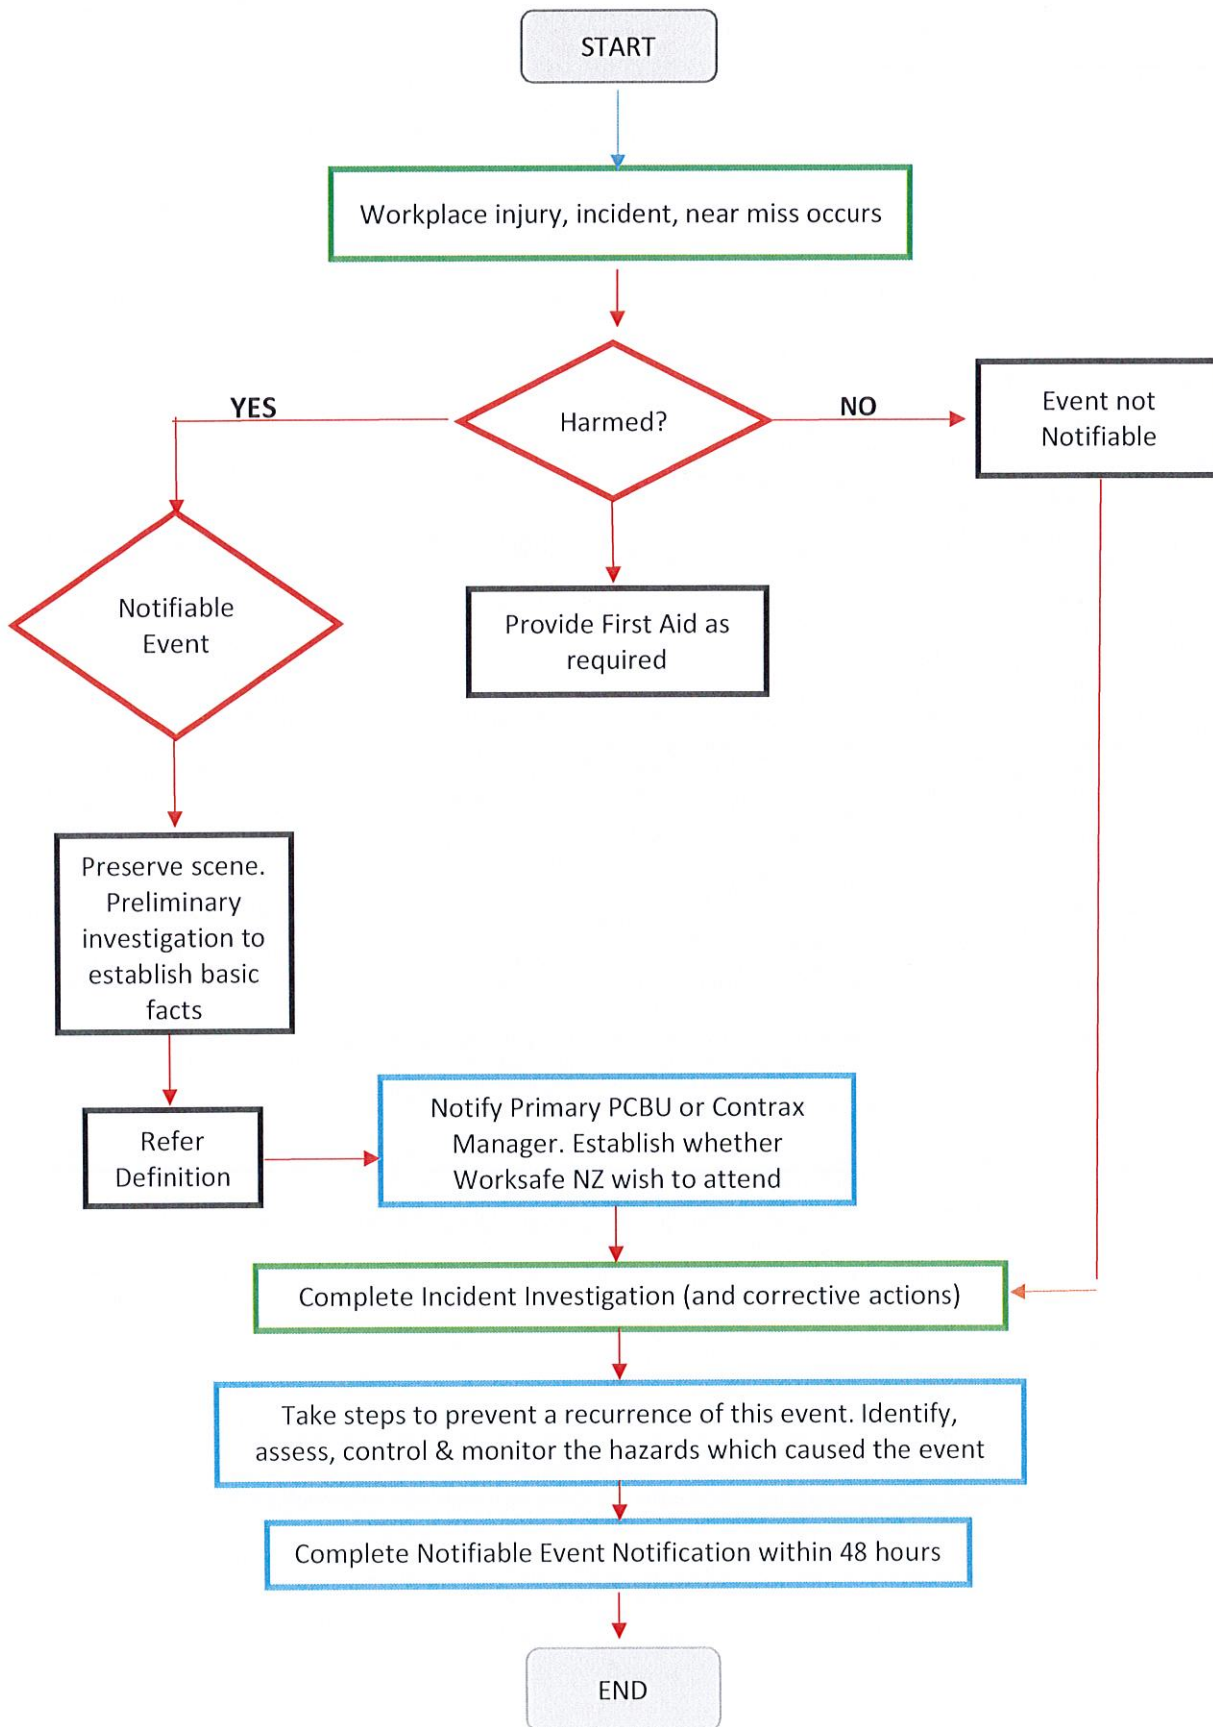 START
Workplace injury, incident, near miss occurs
YES
Harmed?
NO
Event not
Notifiable
Notifiable
Event
Provide First Aid as
required
Preserve scene.
Preliminary
investigation to
establish basic
facts
Refer
Definition
Notify Primary PCBU or Contrax
Manager. Establish whether
Worksafe NZ wish to attend
Complete Incident Investigation (and corrective actions)
Take steps to prevent a recurrence of this event. Identify,
assess, control & monitor the hazards which caused the event
Complete Notifiable Event Notification within 48 hours
END